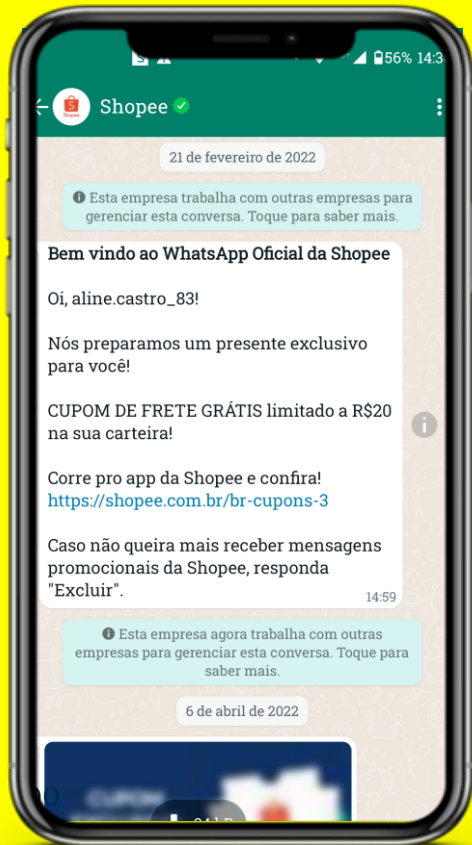 56% 14:3
Shopee
Shopee
21 de fevereiro de 2022
Esta empresa trabalha com outras empresas para
gerenciar esta conversa. Toque para saber mais.
Bem vindo ao WhatsApp Oficial da Shopee
Oi, aline.castro_83!
Nós preparamos um presente exclusivo
para você!
CUPOM DE FRETE GRÁTIS limitado a R$20
na sua carteira!
Corre pro app da Shopee e confira!
https://shopee.com.br/br-cupons-3
Caso não queira mais receber mensagens
promocionais da Shopee, responda
"Excluir".
14:59
Esta empresa agora trabalha com outras
empresas para gerenciar esta conversa. Toque para
saber mais.
6 de abril de 2022
CUPOM